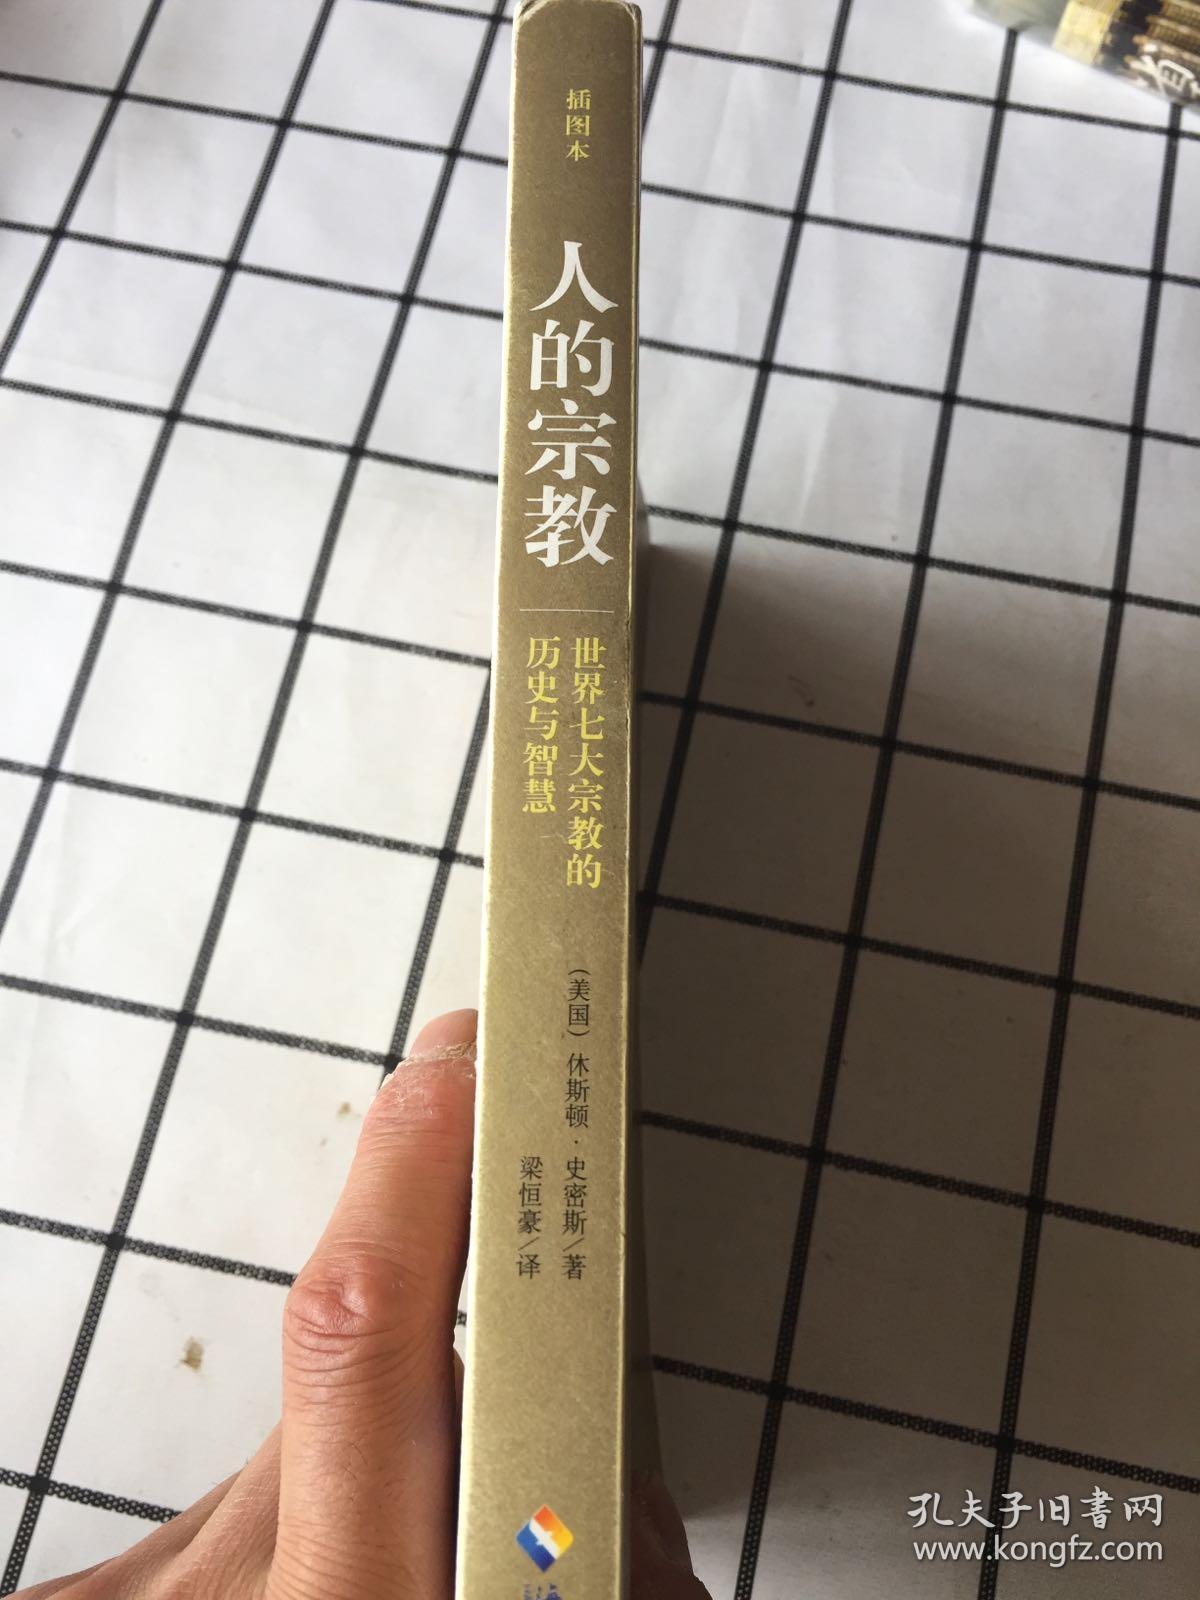 插图本
人的宗教
世界七大宗教的
历史与智慧
（美国）休斯顿·史密斯/著
梁恒豪/译
孔夫子旧書网
www.kongfz.com